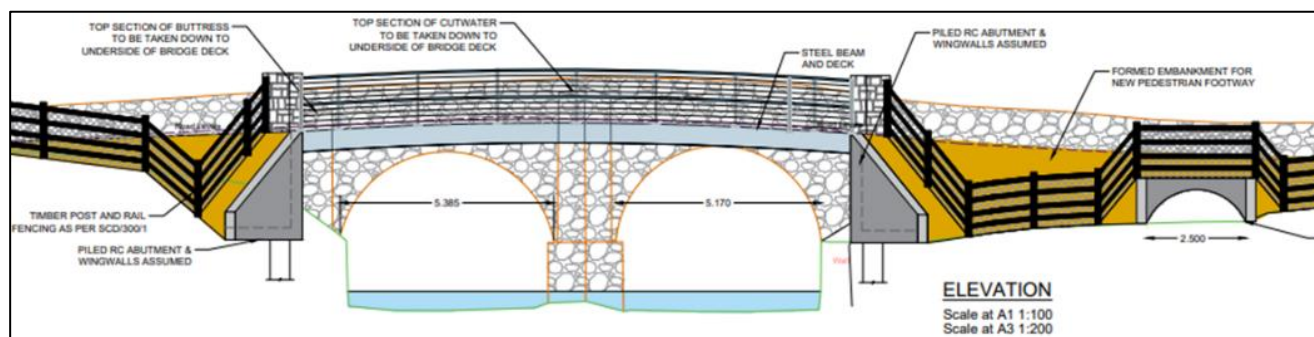 TOP SECTION OF BUTTRESS
TO BE TAKEN DOWN TO
UNDERSIDE OF BRIDGE DECK
TOP SECTION OF CUTWATER
TO BE TAKEN DOWN TO
UNDERSIDE OF BRIDGE DECK
STEEL BEAM
AND DECK
PILED RC ABUTMENT &
WINGWALLS ASSUMED
FORMED EMBANKMENT FOR
NEW PEDESTRIAN FOOTWAY
5.385
5.170
2.500
TIMBER POST AND RAIL
FENCING AS PER SCD/300/1
PILED RC ABUTMENT &
WINGWALLS ASSUMED
ELEVATION
Scale at A1 1:100
Scale at A3 1:200